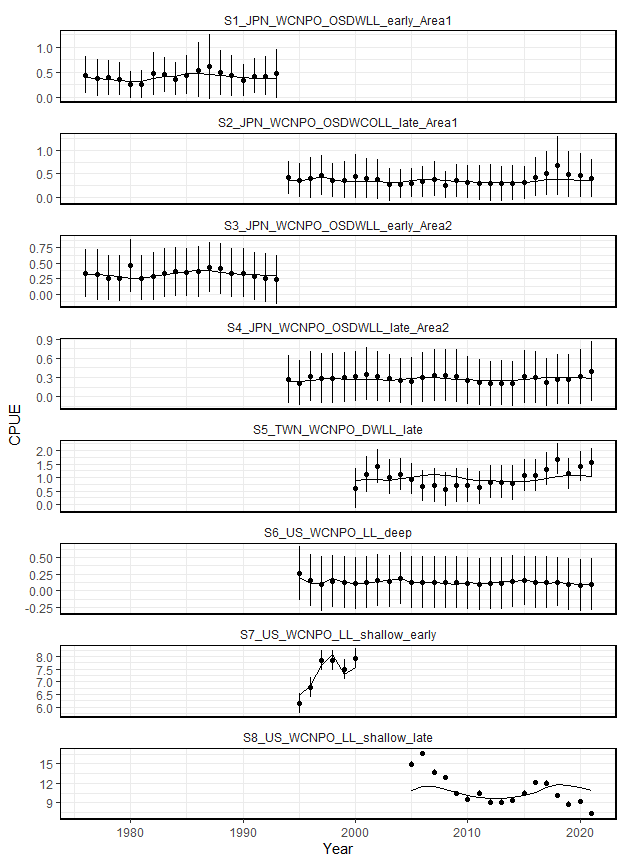 S1_JPN_WCNPO_OSDWLL_early_Area1
1.0
0.5
0.0
S2_JPN_WCNPO_OSDWCOLL_late_Area1
1.0
0.5
0.0
S3_JPN_WCNPO_OSDWLL_early_Area2
0.75
0.50
0.25
0.00
S4_JPN_WCNPO_OSDWLL_late_Area2
0.9
0.6
0.3
0.0
CPUE
S5_TWN_WCNPO_DWLL_late
2.0
1.5
1.0
0.5
0.0
S6_US_WCNPO_LL_deep
0.50
0.25
0.00
-0.25
S7_US_WCNPO_LL_shallow_early
8.0
7.5
7.0
6.5
6.0
S8_US_WCNPO_LL_shallow_late
15
12
9
1980 1990 2000 2010 2020
Year